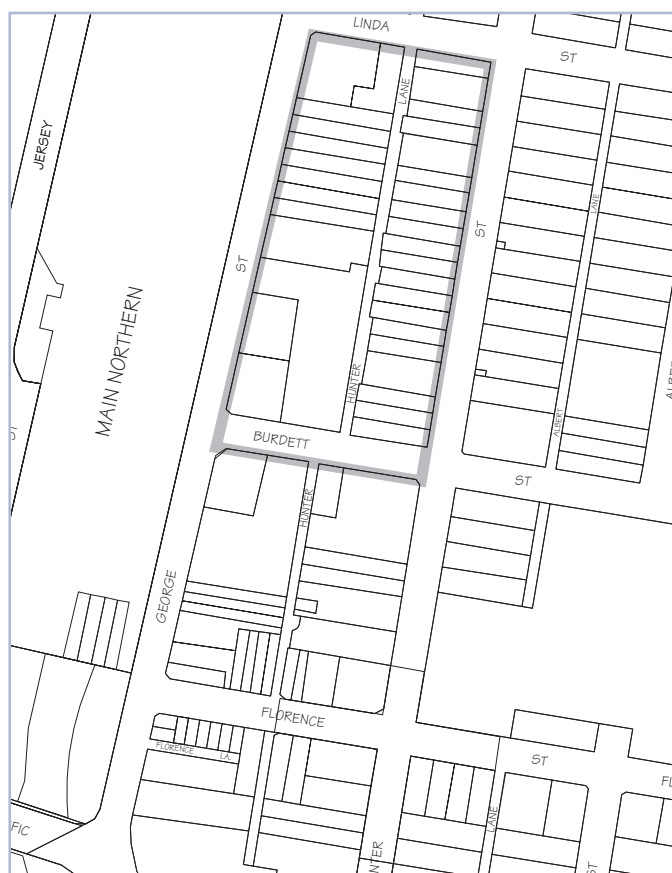 LINDA
ST
JERSEY
LANE
LANE
ST
ST
MAIN NORTHERN
HUNTER
ALBERT
BURDETT
ST
HUNTER
GEORGE
FLORENCE
FLORENCE LA.
ST
LANE